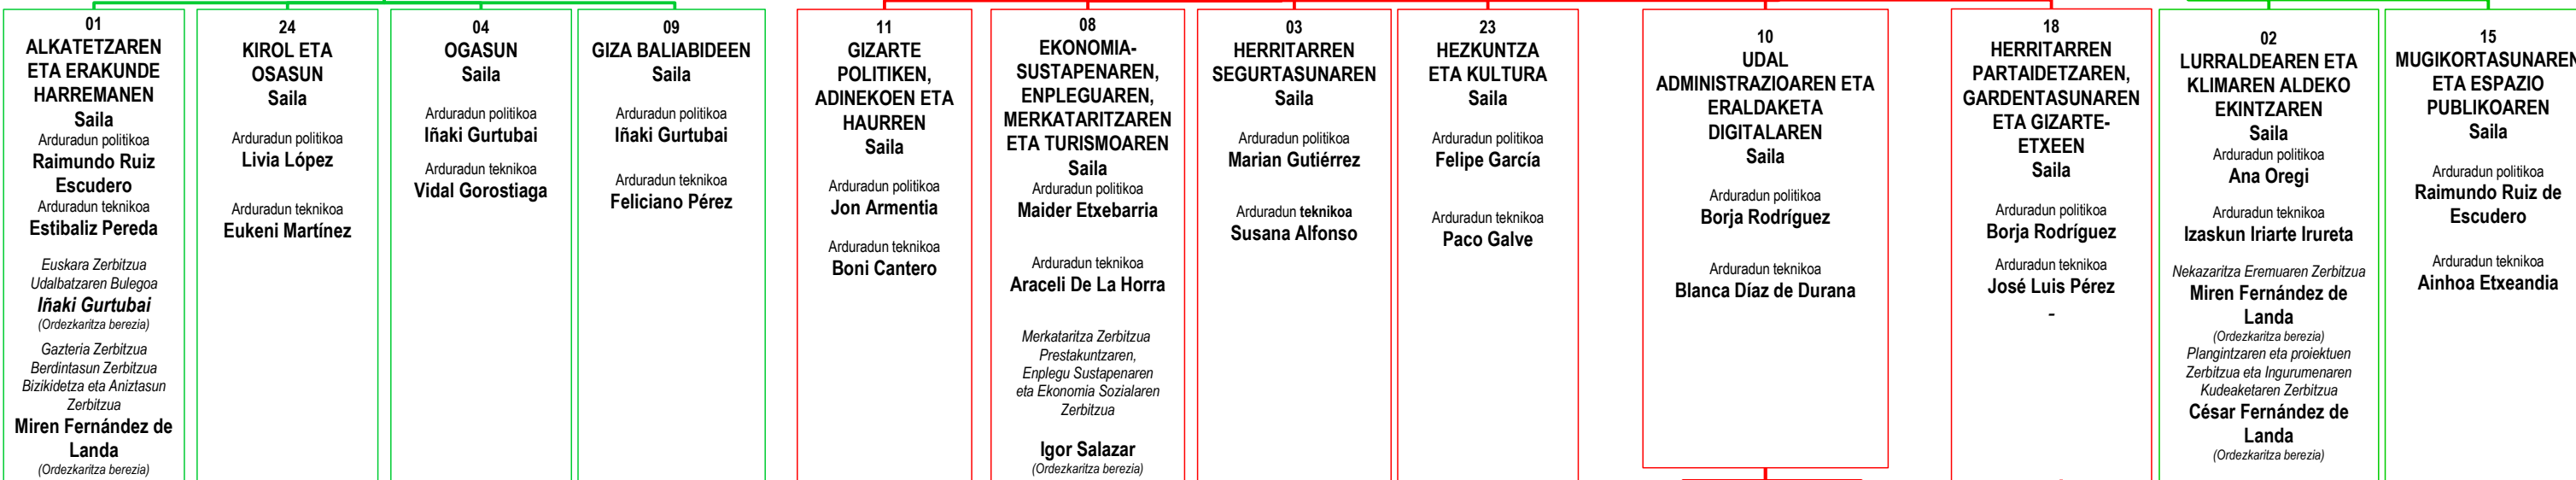 01
ALKATETZAREN
ETA ERAKUNDE
HARREMANEN
Saila
Arduradun politikoa
Raimundo Ruiz
Escudero
Arduradun teknikoa
Estibaliz Pereda
Euskara Zerbitzua
Udalbatzaren Bulegoa
Iñaki Gurtubai
(Ordezkaritza berezia)
Gazteria Zerbitzua
Berdintasun Zerbitzua
Bizikidetza eta Aniztasun
Zerbitzua
Miren Fernández de
Landa
(Ordezkaritza berezia)
24
KIROL ETA
OSASUN
Saila
Arduradun politikoa
Livia López
Arduradun teknikoa
Eukeni Martínez
04
OGASUN
Saila
Arduradun politikoa
Iñaki Gurtubai
Arduradun teknikoa
Vidal Gorostiaga
09
GIZA BALIABIDEEN
Saila
Arduradun politikoa
Iñaki Gurtubai
Arduradun teknikoa
Feliciano Pérez
11
GIZARTE
POLITIKEN,
ADINEKOEN ETA
HAURREN
Saila
Arduradun politikoa
Jon Armentia
Arduradun teknikoa
Boni Cantero
08
EKONOMIA-
SUSTAPENAREN,
ENPLEGUAREN,
MERKATARITZAREN
ETA TURISMOAREN
Saila
Arduradun politikoa
Maider Etxebarria
Arduradun teknikoa
Araceli De La Horra
Merkataritza Zerbitzua
Prestakuntzaren,
Enplegu Sustapenaren
eta Ekonomia Sozialaren
Zerbitzua
Igor Salazar
(Ordezkaritza berezia)
03
HERRITARREN
SEGURTASUNAREN
Saila
Arduradun politikoa
Marian Gutiérrez
Arduradun teknikoa
Susana Alfonso
23
HEZKUNTZA
ETA KULTURA
Saila
Arduradun politikoa
Felipe García
Arduradun teknikoa
Paco Galve
10
UDAL
ADMINISTRAZIOAREN ETA
ERALDAKETA
DIGITALAREN
Saila
Arduradun politikoa
Borja Rodríguez
Arduradun teknikoa
Blanca Díaz de Durana
18
HERRITARREN
PARTAIDETZAREN,
GARDENTASUNAREN
ETA GIZARTE-
ETXEEN
Saila
Arduradun politikoa
Borja Rodríguez
Arduradun teknikoa
José Luis Pérez
-
02
LURRALDEAREN ETA
KLIMAREN ALDEKO
EKINTZAREN
Saila
Arduradun politikoa
Ana Oregi
Arduradun teknikoa
Izaskun Iriarte Irureta
Nekazaritza Eremuaren Zerbitzua
Miren Fernández de
Landa
(Ordezkaritza berezia)
Plangintzaren eta proiektuen
Zerbitzua eta Ingurumenaren
Kudeaketaren Zerbitzua
César Fernández de
Landa
(Ordezkaritza berezia)
15
MUGIKORTASUNAREN
ETA ESPAZIO
PUBLIKOAREN
Saila
Arduradun politikoa
Raimundo Ruiz de
Escudero
Arduradun teknikoa
Ainhoa Etxeandia